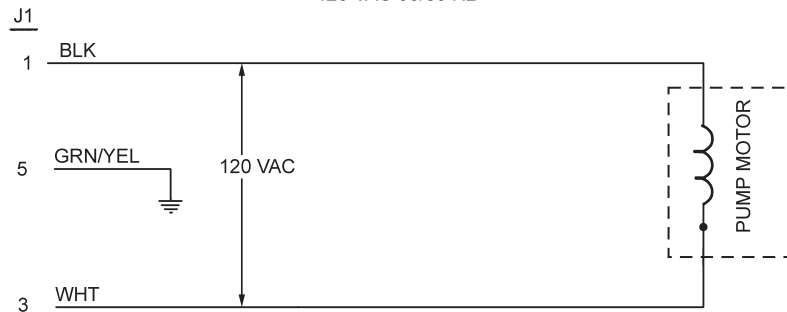 J1
1 BLK
5 GRN/YEL
120 VAC
PUMP MOTOR
3 WHT